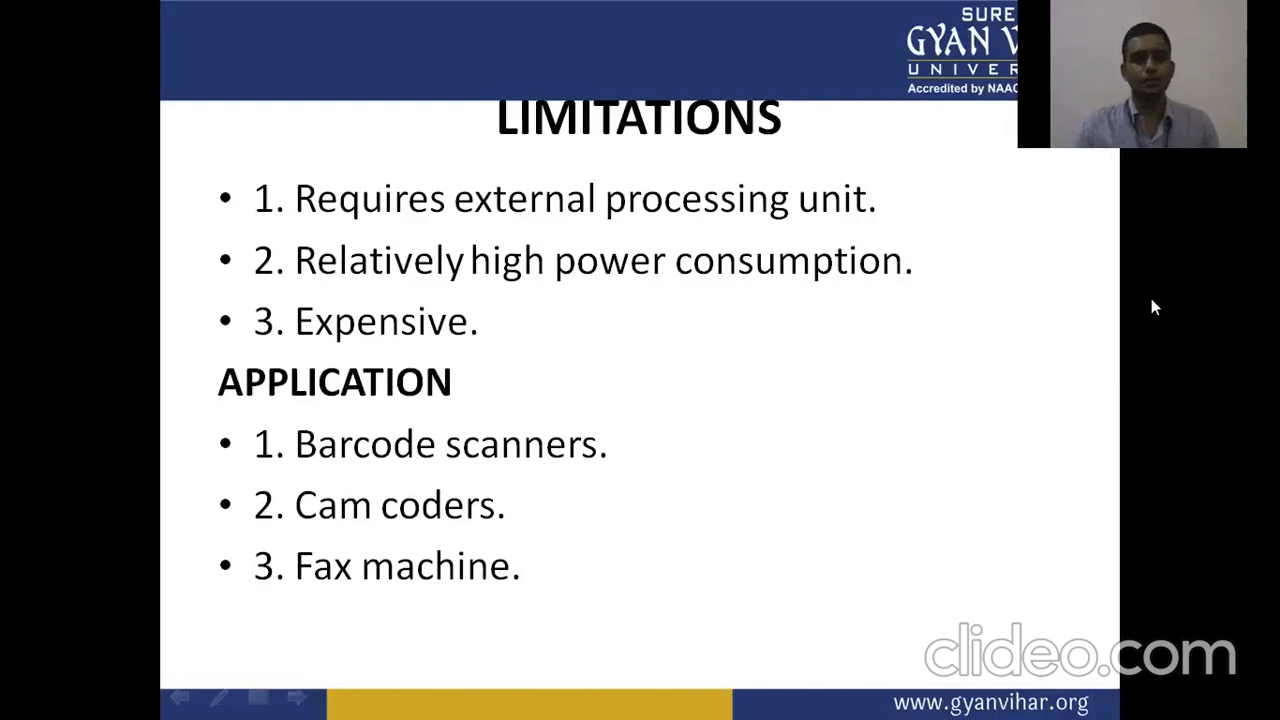 SURE
GYAN V
UNIVER
Accredited by NAAC
LIMITATIONS
• 1. Requires external processing unit.
• 2. Relatively high power consumption.
• 3. Expensive.
APPLICATION
• 1. Barcode scanners.
• 2. Cam coders.
• 3. Fax machine.
clideo.com
www.gyanvihar.org